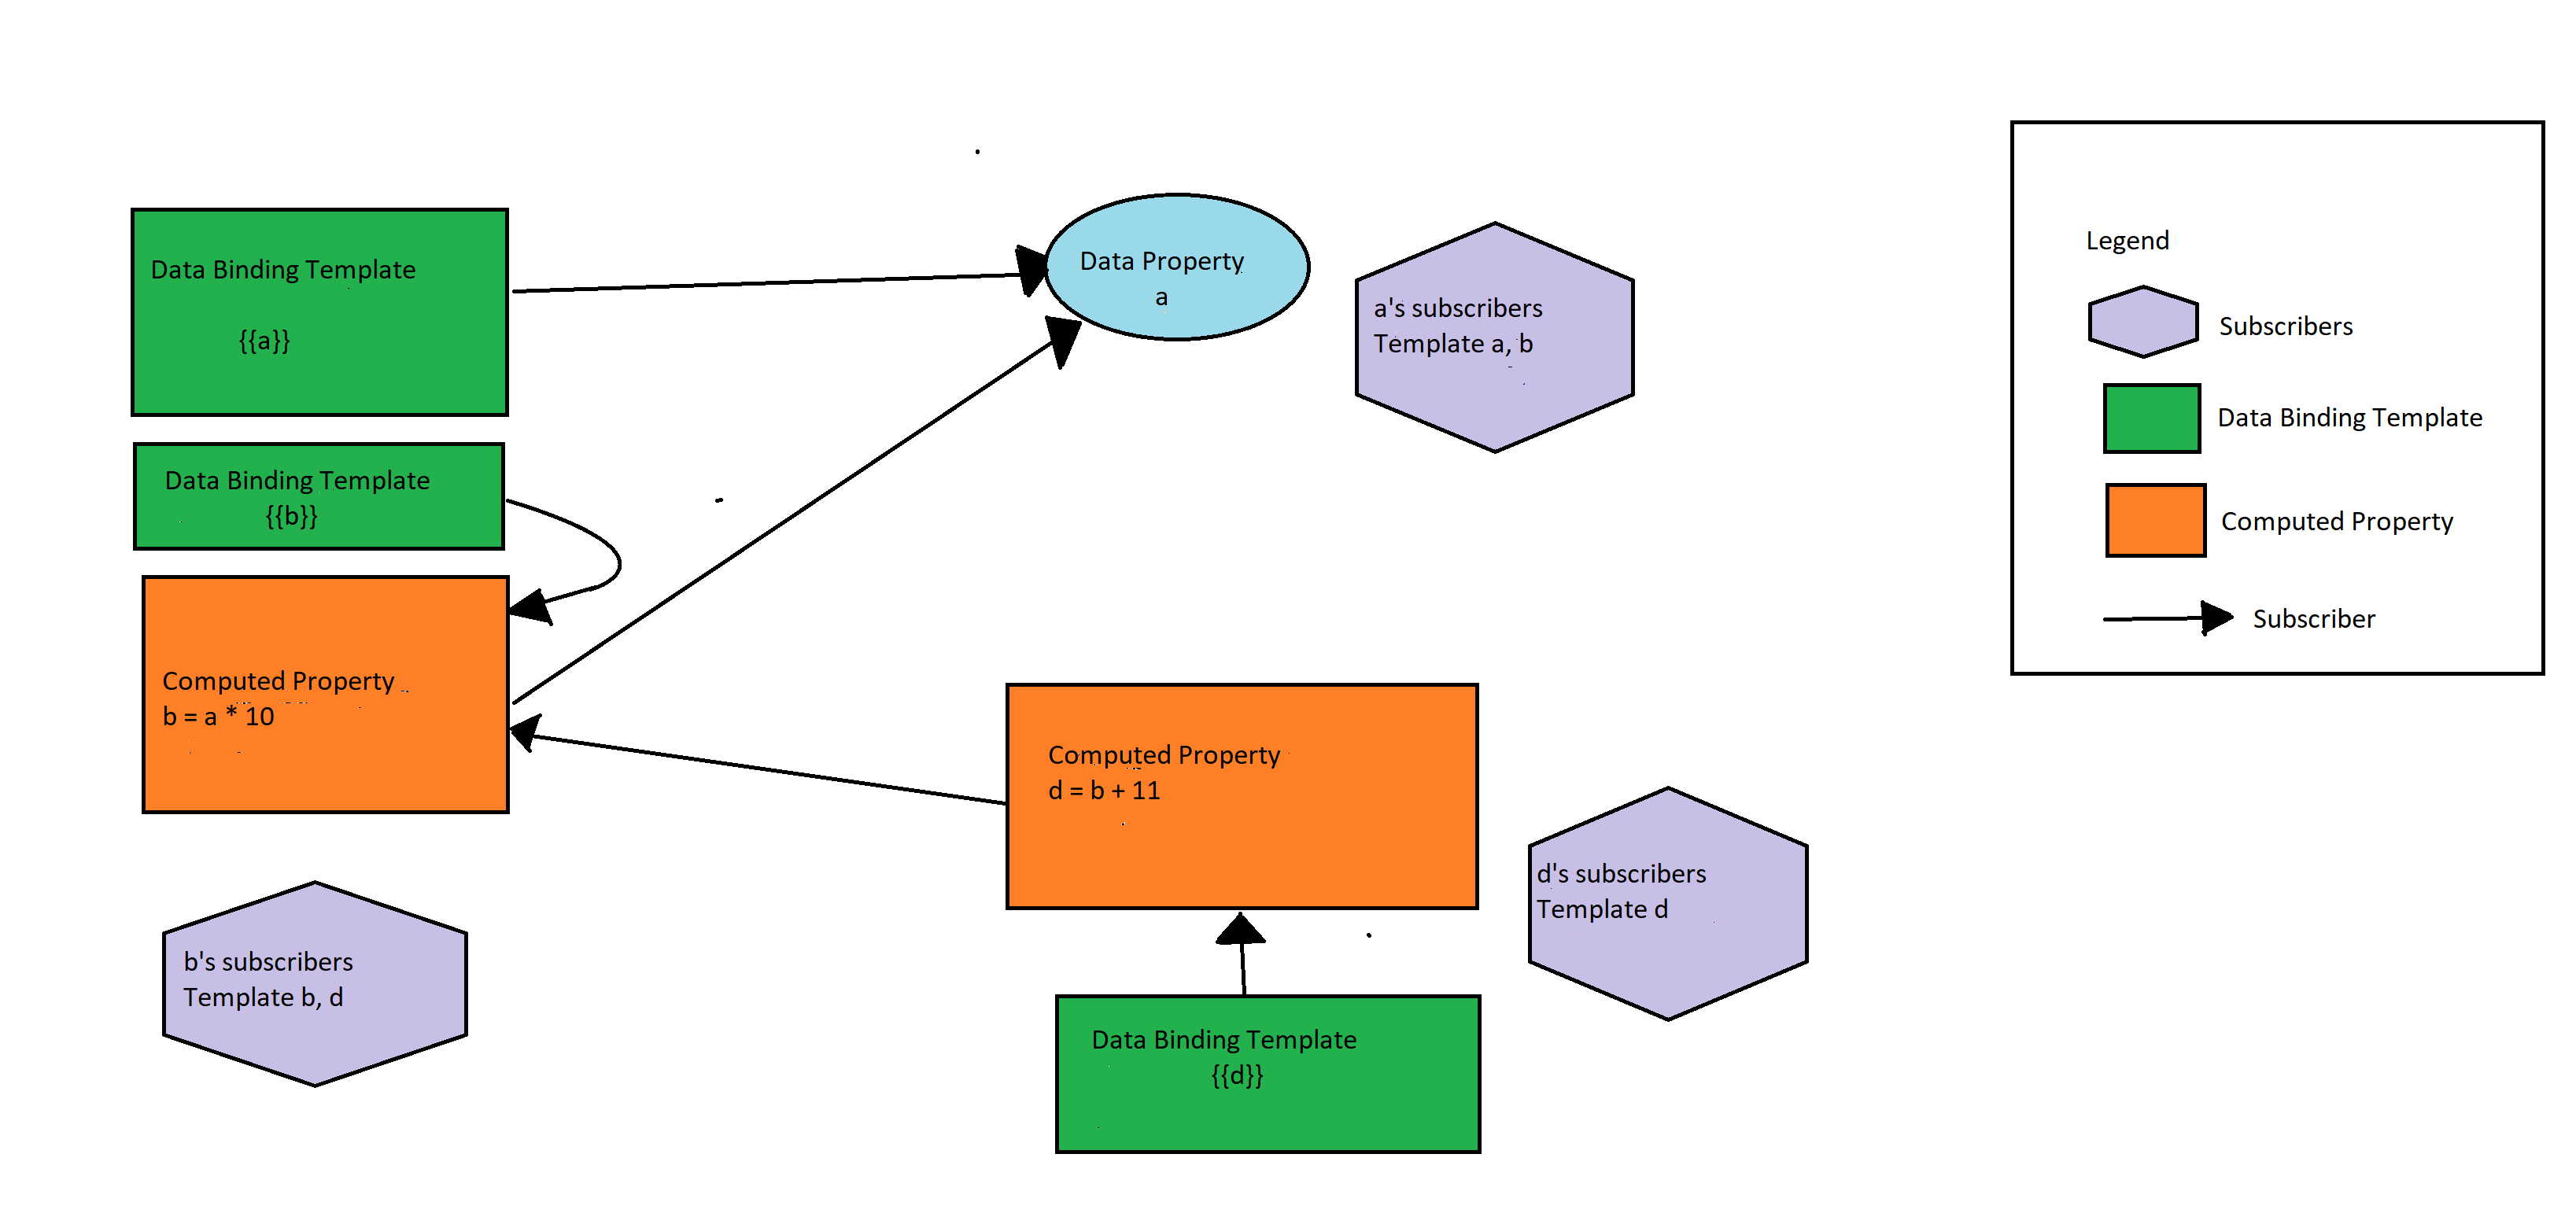 Data Binding Template
{{a}}
Data Property
a
a's subscribers
Template a, b
Data Binding Template
{{b}}
Computed Property
b = a * 10
Computed Property
d = b + 11
b's subscribers
Template b, d
d's subscribers
Template d
Data Binding Template
{{d}}
Legend
Subscribers
Data Binding Template
Computed Property
Subscriber